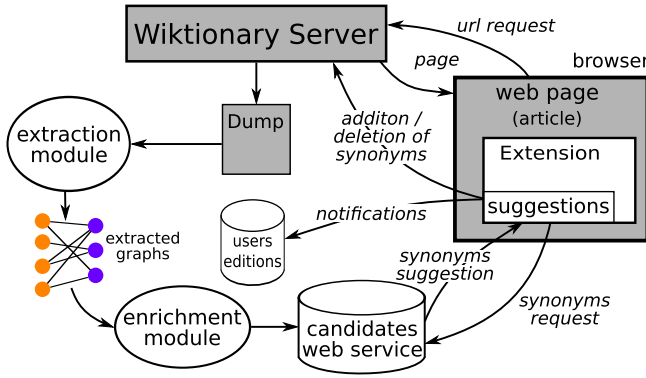 Wiktionary Server
url request
page
browser
web page
(article)
Extension
suggestions
Dump
additon /
deletion of
synonyms
extraction
module
notifications
users
editions
extracted
graphs
synonyms
suggestion
synonyms
request
enrichment
module
candidates
web service